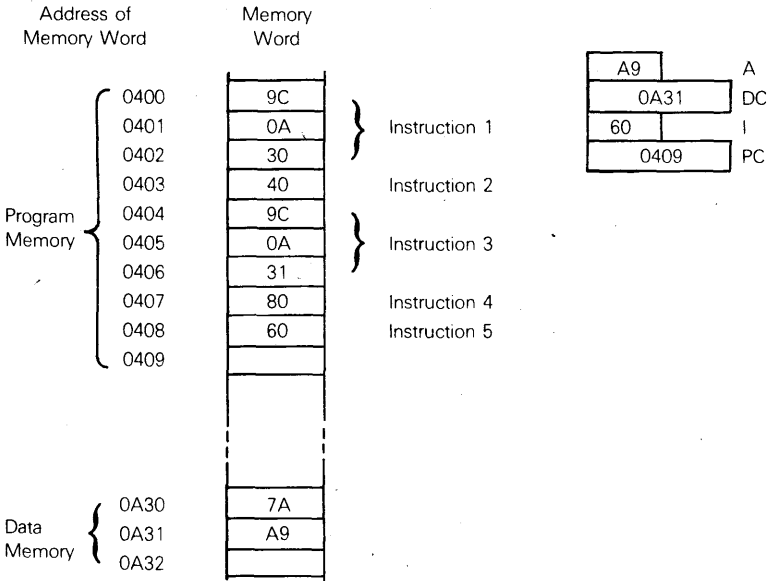 Address of
Memory Word
Memory
Word
0400 9C
0401 0A
0402 30
0403 40
0404 9C
0405 0A
0406 31
0407 80
0408 60
0409
Program
Memory
Instruction 1
Instruction 2
Instruction 3
Instruction 4
Instruction 5
A9 A
0A31 DC
60 I
0409 PC
0A30 7A
0A31 A9
0A32
Data
Memory